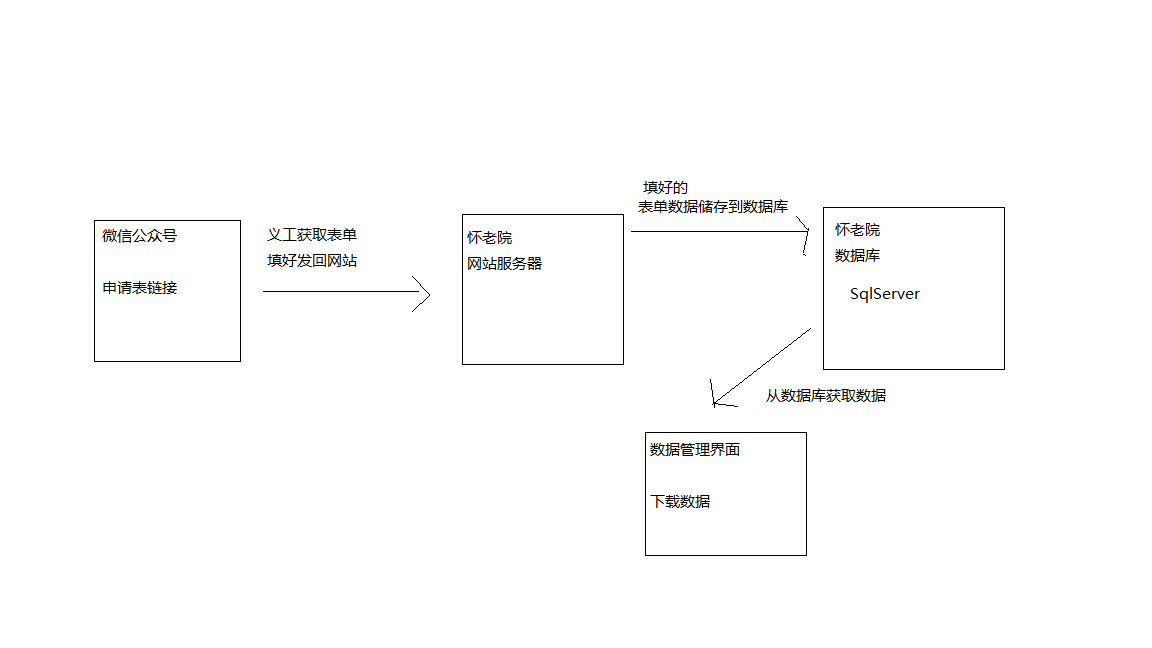 微信公众号
申请表链接
义工获取表单
填好发回网站
怀老院
网站服务器
填好的
表单数据储存到数据库
怀老院
数据库
SqlServer
从数据库获取数据
数据管理界面
下载数据